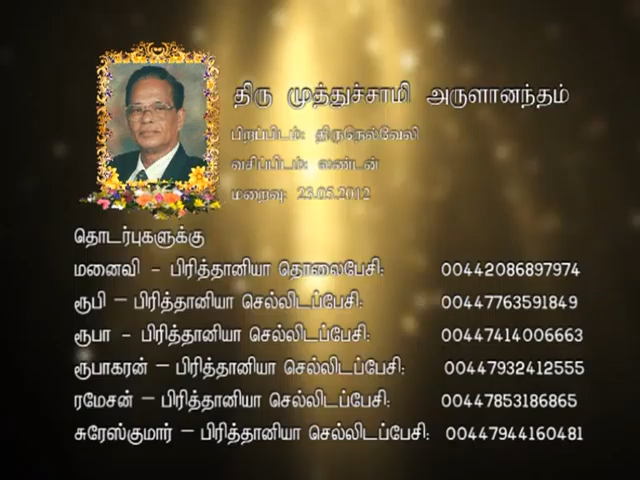 திரு முத்துச்சாமி அருளானந்தம்
பிறப்பிடம்: திருநெல்வேலி
வசிப்பிடம்: லண்டன்
மறைவு: 23.05.2012
தொடர்புகளுக்கு
மனைவி - பிரித்தானியா தொலைபேசி: 00442086897974
ரூபி – பிரித்தானியா செல்லிடப்பேசி: 00447763591849
ரூபா - பிரித்தானியா செல்லிடப்பேசி: 00447414006663
ரூபாகரன் – பிரித்தானியா செல்லிடப்பேசி: 00447932412555
ரமேசன் – பிரித்தானியா செல்லிடப்பேசி: 00447853186865
சுரேஸ்குமார் – பிரித்தானியா செல்லிடப்பேசி: 00447944160481